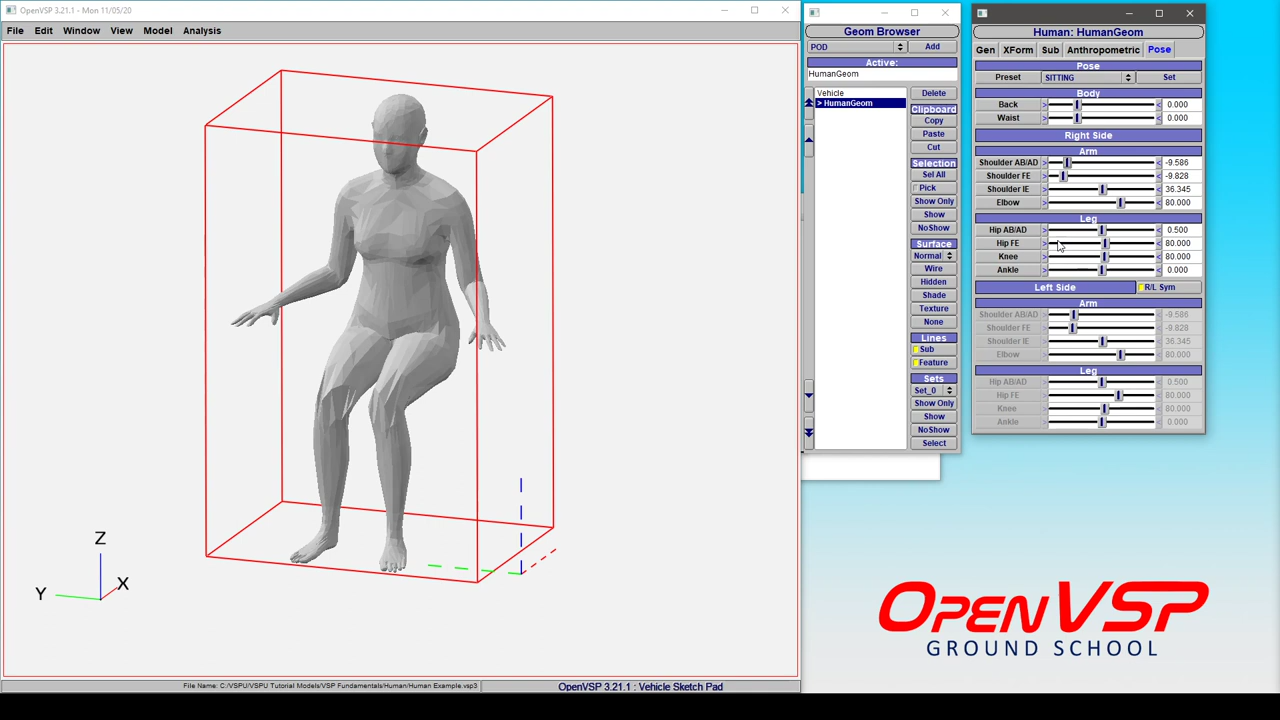 OpenVSP 3.21.1 - Mon 11/05/20
File Edit Window View Model Analysis
Z
Y
X
File Name: C:/VSPU/VSPU Tutorial Models/VSP Fundamentals/Human/Human Example.vsp3
OpenVSP 3.21.1 : Vehicle Sketch Pad
Geom Browser
POD Add
Active:
HumanGeom
Vehicle
> HumanGeom
Delete
Clipboard
Copy
Paste
Cut
Selection
Sel All
Pick
Show Only
Show
NoShow
Surface
Normal
Wire
Hidden
Shade
Texture
None
Lines
Sub
Feature
Sets
Set_0
Show Only
Show
NoShow
Select
Human: HumanGeom
Gen XForm Sub Anthropometric Pose
Pose
Preset SITTING Set
Body
Back > < 0.000
Waist > < 0.000
Right Side
Arm
Shoulder AB/AD > < -9.586
Shoulder FE > < -9.828
Shoulder IE > < 36.345
Elbow > < 80.000
Leg
Hip AB/AD > < 0.500
Hip FE > < 80.000
Knee > < 80.000
Ankle > < 0.000
Left Side R/L Sym
Arm
Shoulder AB/AD > < -9.586
Shoulder FE > < -9.828
Shoulder IE > < 36.345
Elbow > < 80.000
Leg
Hip AB/AD > < 0.500
Hip FE > < 80.000
Knee > < 80.000
Ankle > < 0.000
OpenVSP
GROUND SCHOOL